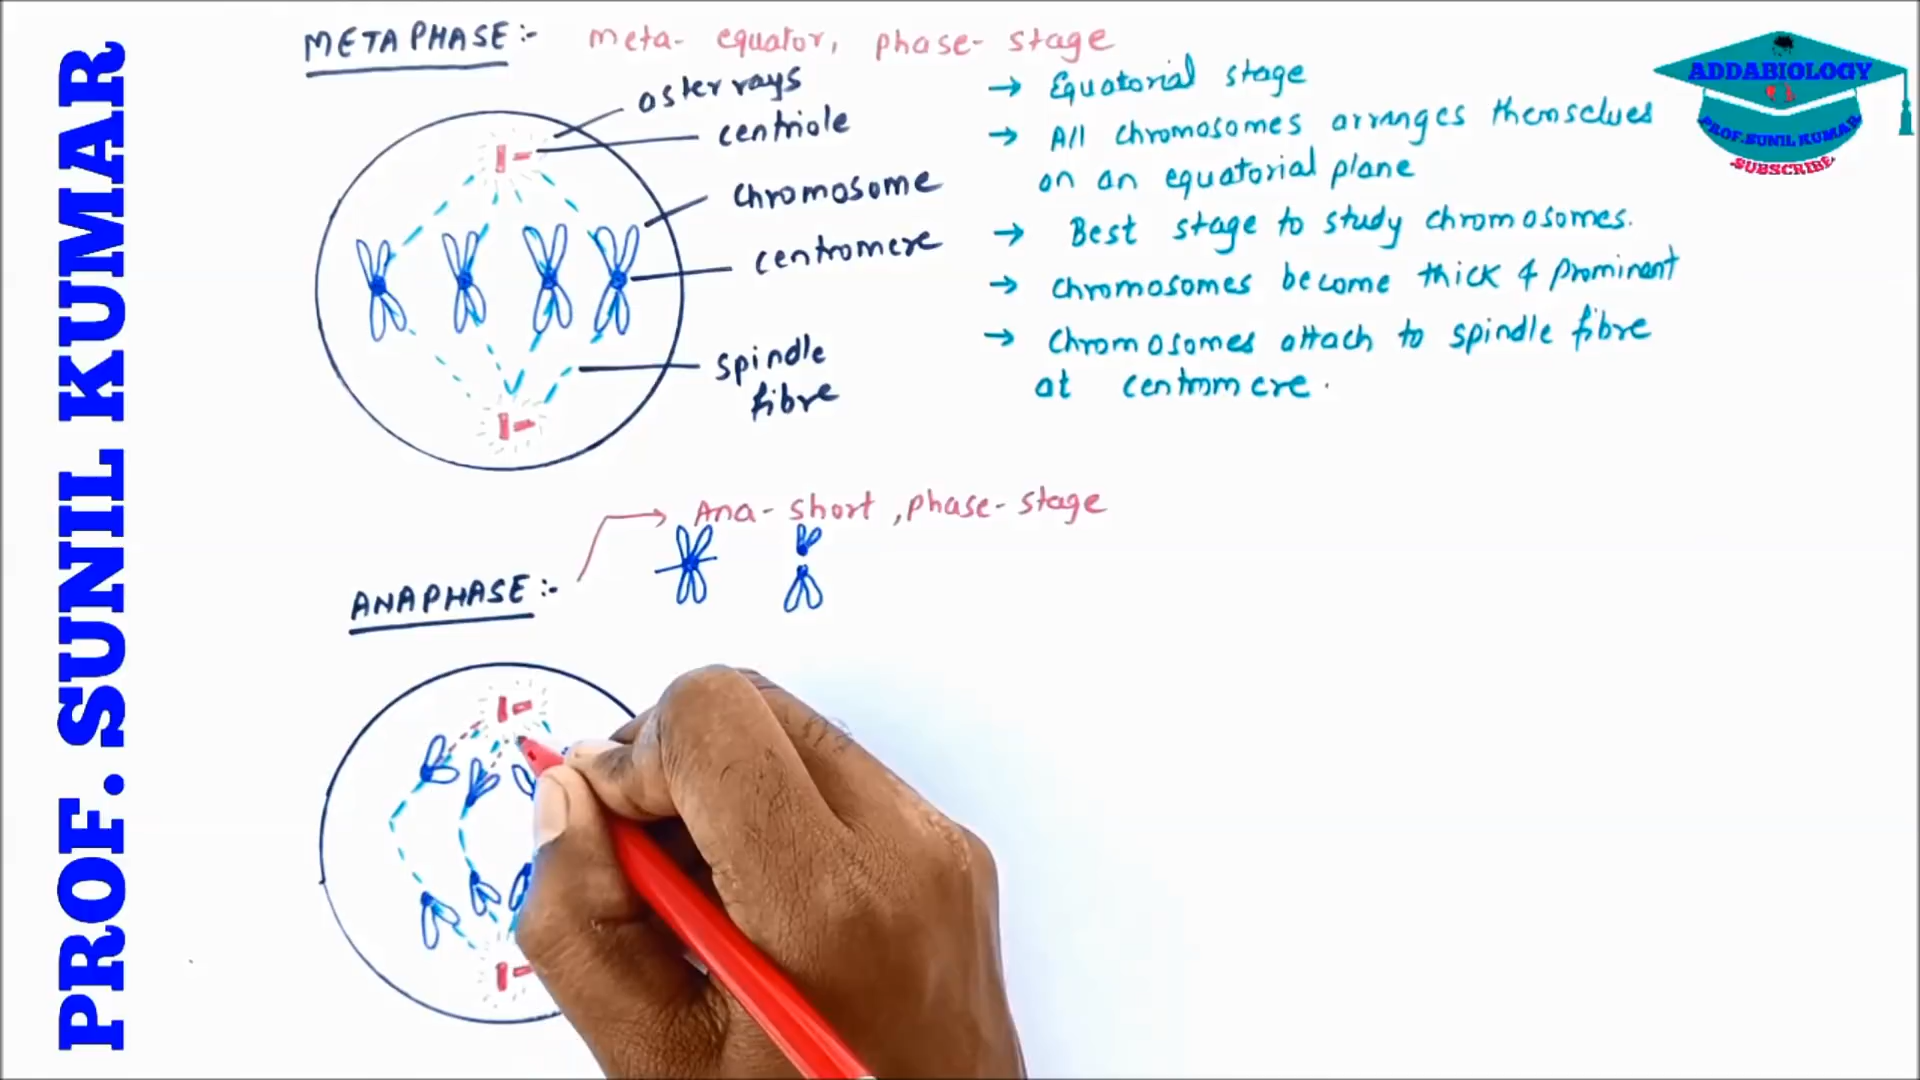 PROF. SUNIL KUMAR
METAPHASE:- meta- equator, phase- stage
aster rays
centriole
chromosome
centromere
spindle
fibre
→ Equatorial stage
→ All chromosomes arranges themselves
on an equatorial plane
→ Best stage to study chromosomes.
→ chromosomes become thick & prominent
→ Chromosomes attach to spindle fibre
at centromere.
Ana- short, phase- stage
ANAPHASE:-
ADDABIOLOGY
PROF.SUNIL KUMAR
SUBSCRIBE